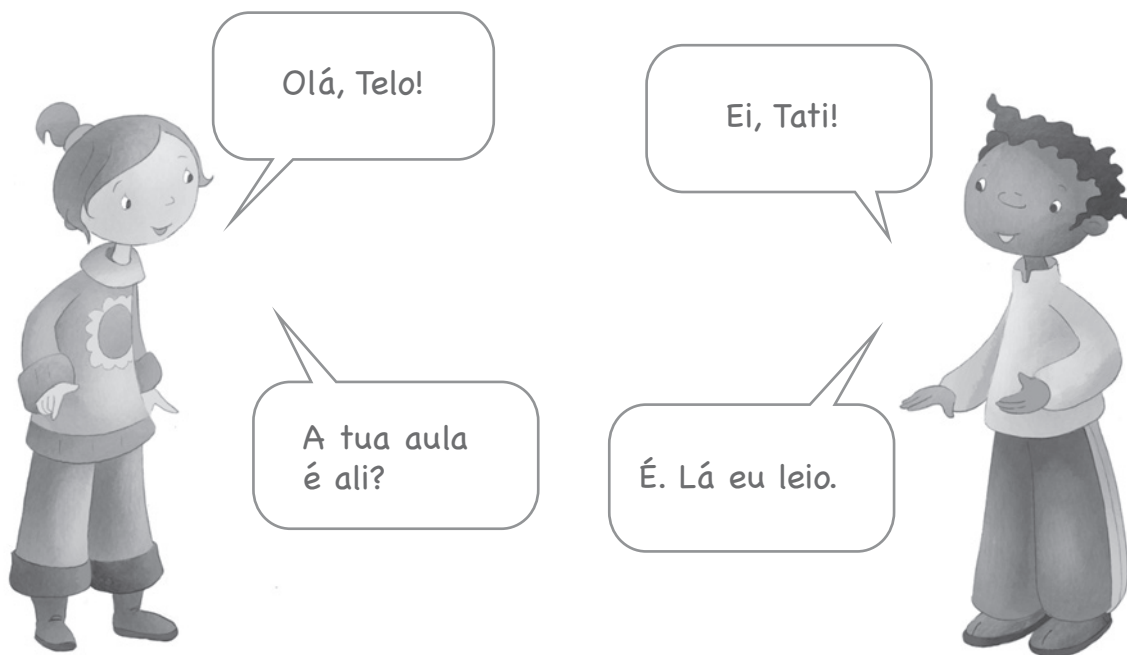 Olá, Telo!
Ei, Tati!
A tua aula
é ali?
É. Lá eu leio.